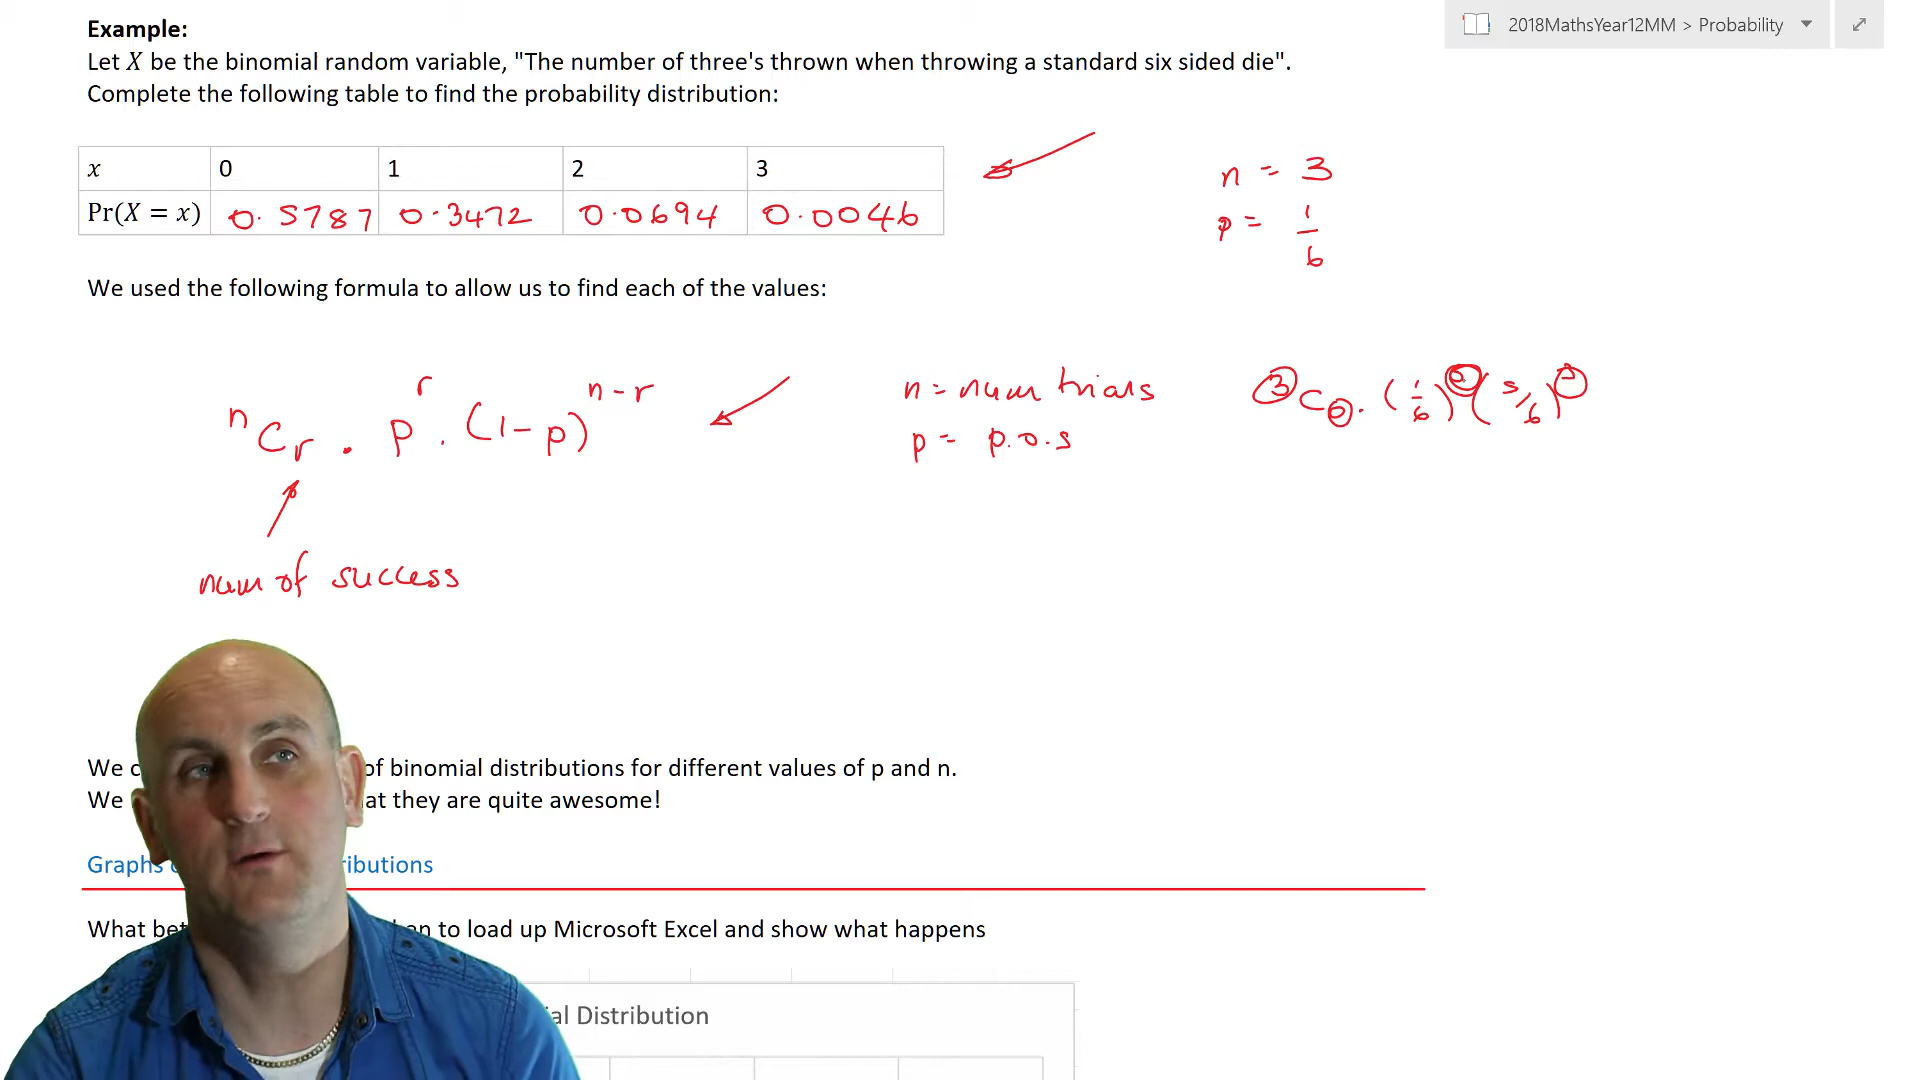 2018MathsYear12MM > Probability
Example:
Let X be the binomial random variable, "The number of three's thrown when throwing a standard six sided die".
Complete the following table to find the probability distribution:
x 0 1 2 3
Pr(X = x) 0.5787 0.3472 0.0694 0.0046
n = 3
p = 1/6
We used the following formula to allow us to find each of the values:
ⁿCᵣ . pʳ . (1-p)ⁿ⁻ʳ
n = num trials
p = p.o.s
³C₀ . (1/6)⁰ (5/6)³
num of success
We of binomial distributions for different values of p and n.
We at they are quite awesome!
Graphs ributions
What to load up Microsoft Excel and show what happens
al Distribution